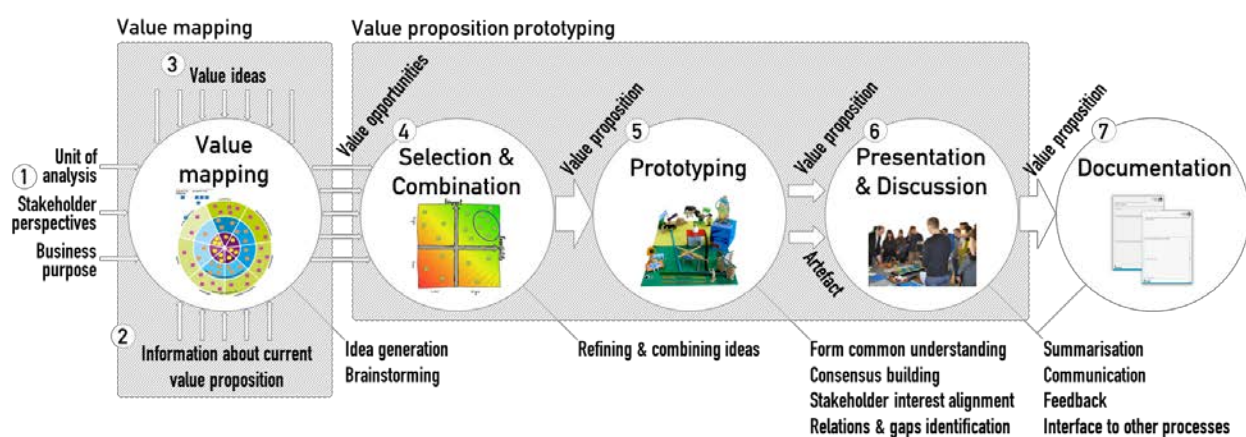 Value mapping
Value proposition prototyping
3
Value ideas
1
Unit of
analysis
Stakeholder
perspectives
Business
purpose
Value
mapping
2
Information about current
value proposition
Idea generation
Brainstorming
Value opportunities
4
Selection &
Combination
Refining & combining ideas
Value proposition
5
Prototyping
Form common understanding
Consensus building
Stakeholder interest alignment
Relations & gaps identification
Value proposition
Artefact
6
Presentation
& Discussion
Value proposition
7
Documentation
Summarisation
Communication
Feedback
Interface to other processes